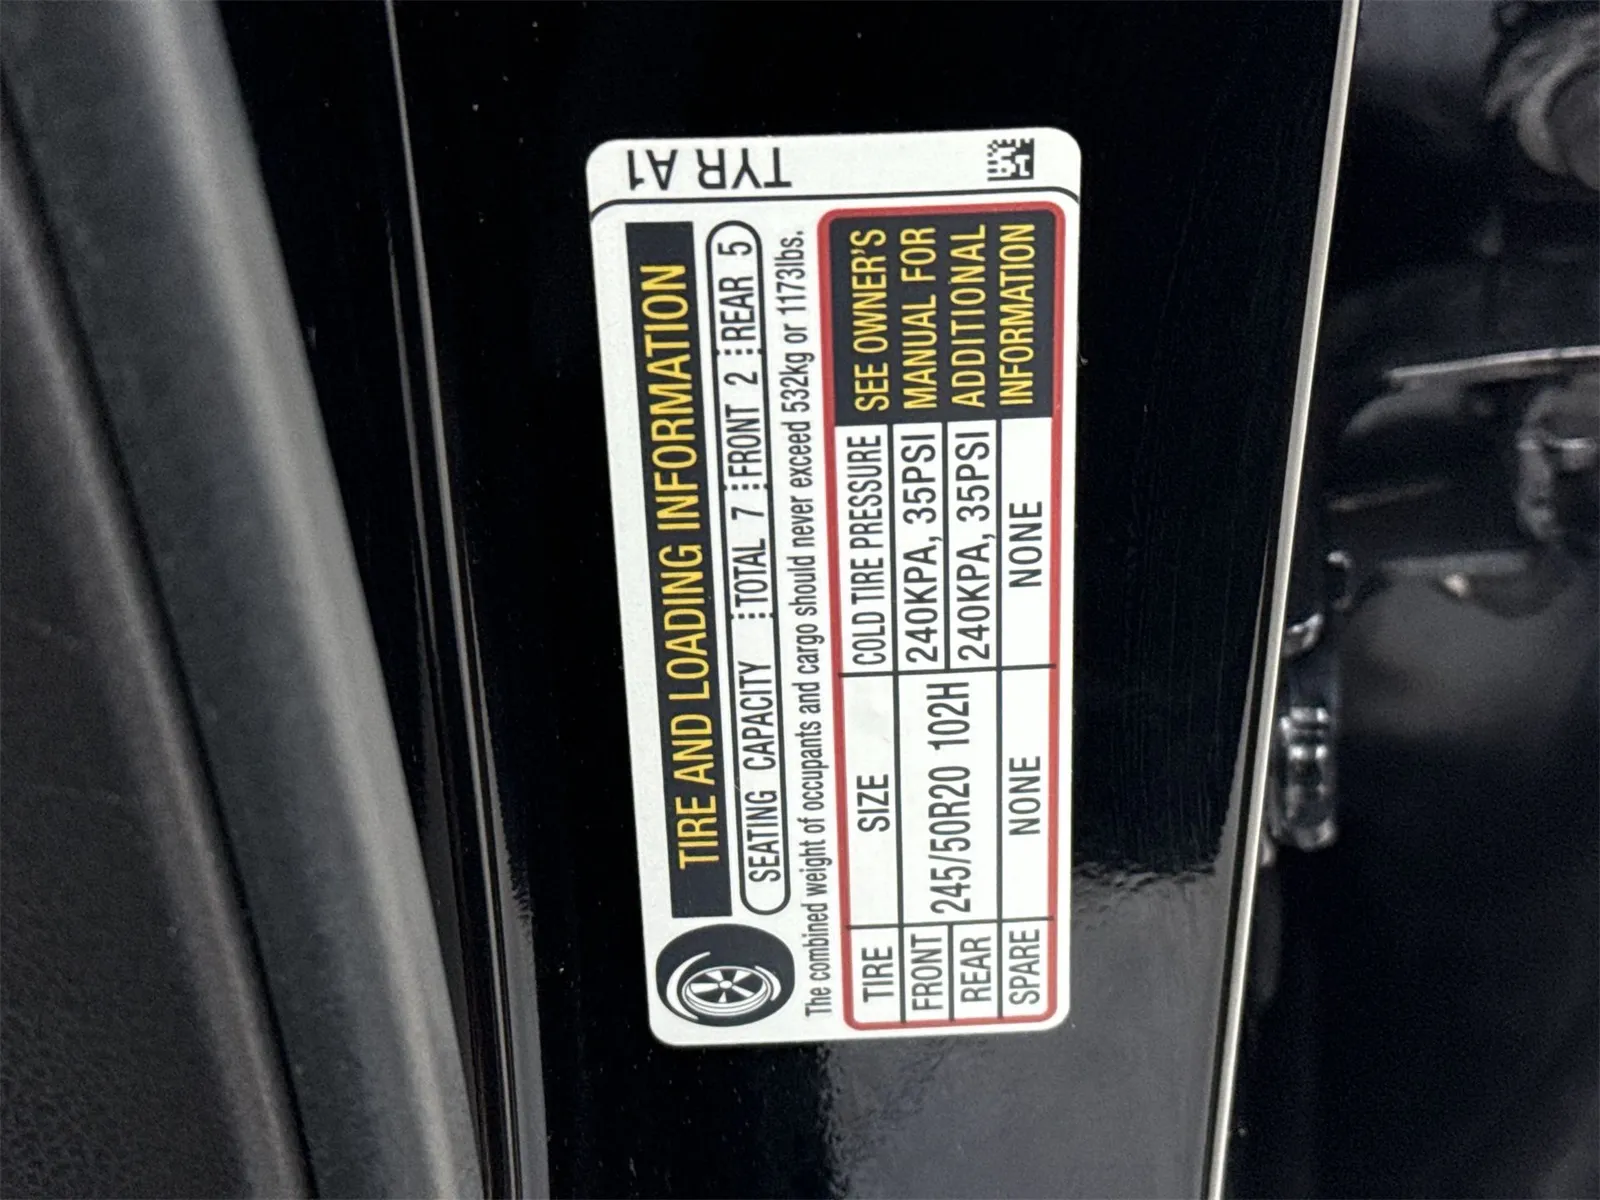 TYR A1
TIRE AND LOADING INFORMATION
SEATING CAPACITY TOTAL 7 FRONT 2 REAR 5
The combined weight of occupants and cargo should never exceed 532kg or 1173lbs.
TIRE SIZE COLD TIRE PRESSURE
FRONT 245/50R20 102H 240KPA, 35PSI
REAR 240KPA, 35PSI
SPARE NONE NONE
SEE OWNER'S
MANUAL FOR
ADDITIONAL
INFORMATION